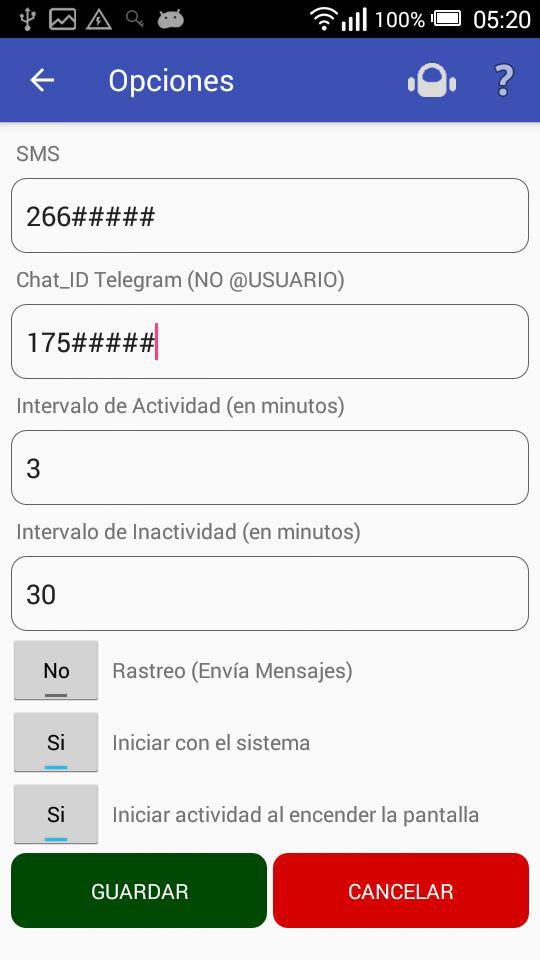 100% 05:20
Opciones ?
SMS
266#####
Chat_ID Telegram (NO @USUARIO)
175#####
Intervalo de Actividad (en minutos)
3
Intervalo de Inactividad (en minutos)
30
No Rastreo (Envía Mensajes)
Si Iniciar con el sistema
Si Iniciar actividad al encender la pantalla
GUARDAR CANCELAR